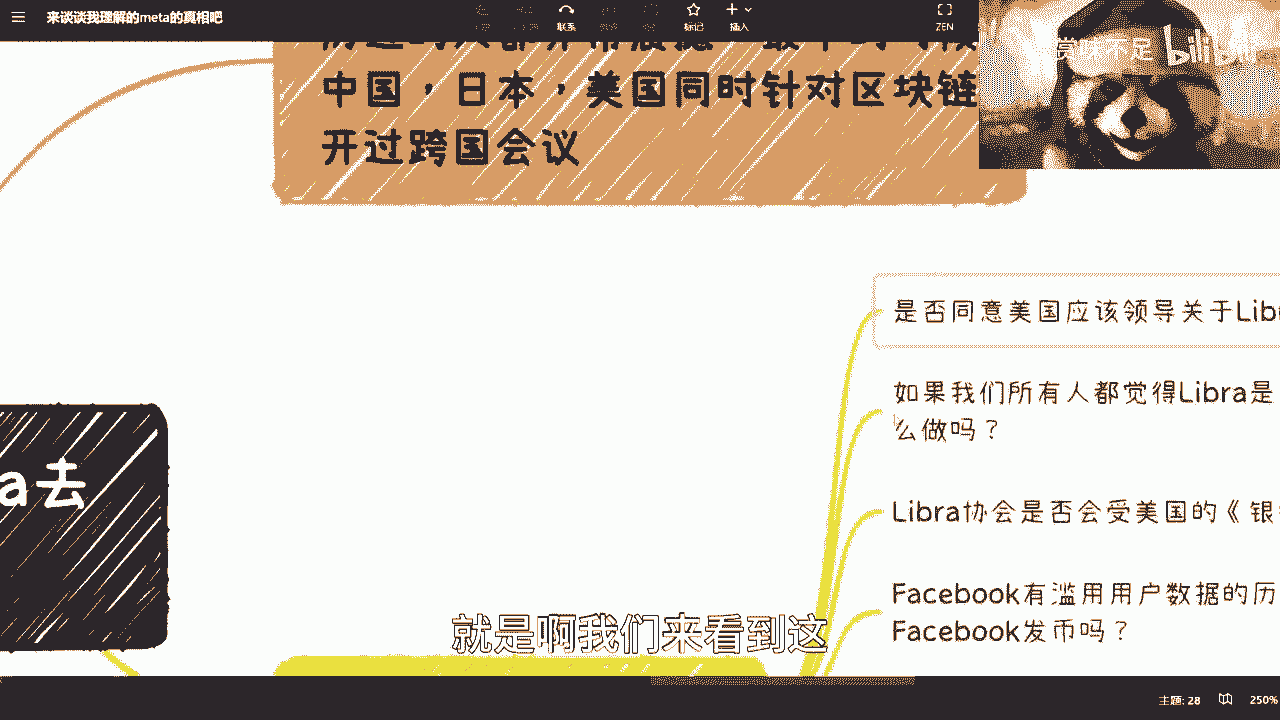 来谈谈我理解的meta的真相吧
联系
标记
插入
ZEN
赏味不足 bilibili
中国，日本，美国同时针对区块链
开过跨国会议
是否同意美国应该领导关于Lib
如果我们所有人都觉得Libra是
么做吗？
a去
Libra协会是否会受美国的《银
Facebook有滥用用户数据的历
Facebook发币吗？
就是啊我们来看到这
主题: 28
250%